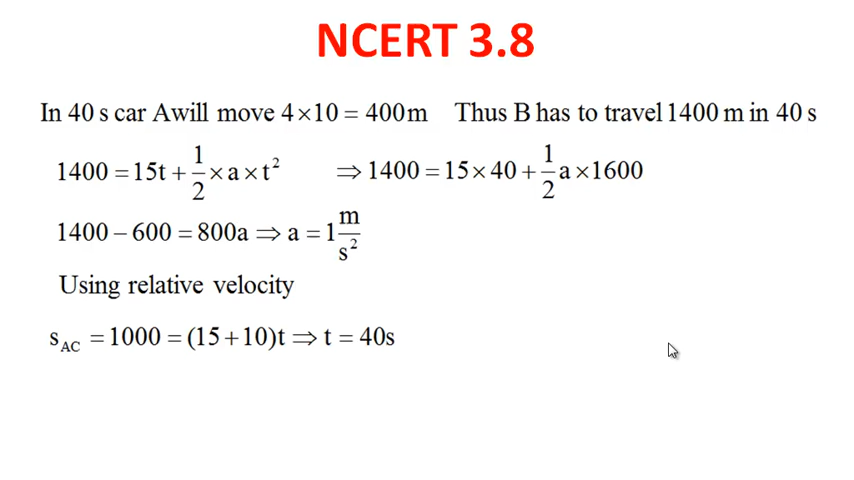 NCERT 3.8
In 40 s car Awill move 4×10 = 400m Thus B has to travel 1400 m in 40 s
1400 = 15t + 1/2 × a × t² ⇒ 1400 = 15×40 + 1/2 a×1600
1400 − 600 = 800a ⇒ a = 1 m/s²
Using relative velocity
s_AC = 1000 = (15+10)t ⇒ t = 40s